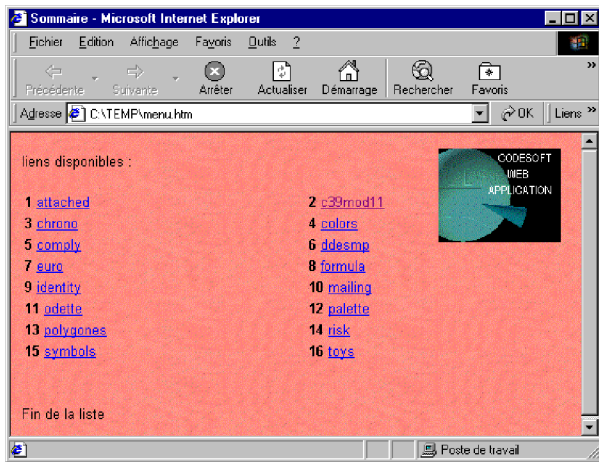 Sommaire - Microsoft Internet Explorer
Fichier Edition Affichage Favoris Outils ?
Précédente Suivante Arrêter Actualiser Démarrage Rechercher Favoris »
Adresse C:\TEMP\menu.htm OK Liens »
liens disponibles :
CODESOFT
WEB
APPLICATION
1 attached 2 c39mod11
3 chrono 4 colors
5 comply 6 ddesmp
7 euro 8 formula
9 identity 10 mailing
11 odette 12 palette
13 polygones 14 risk
15 symbols 16 toys
Fin de la liste
Poste de travail